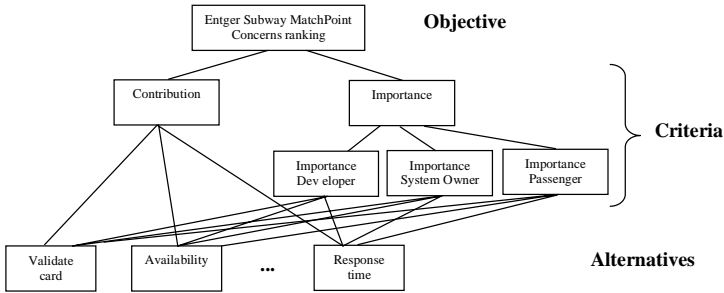 Entger Subway MatchPoint
Concerns ranking
Objective
Contribution
Importance
Criteria
Importance
Dev eloper
Importance
System Owner
Importance
Passenger
Validate
card
Availability
...
Response
time
Alternatives